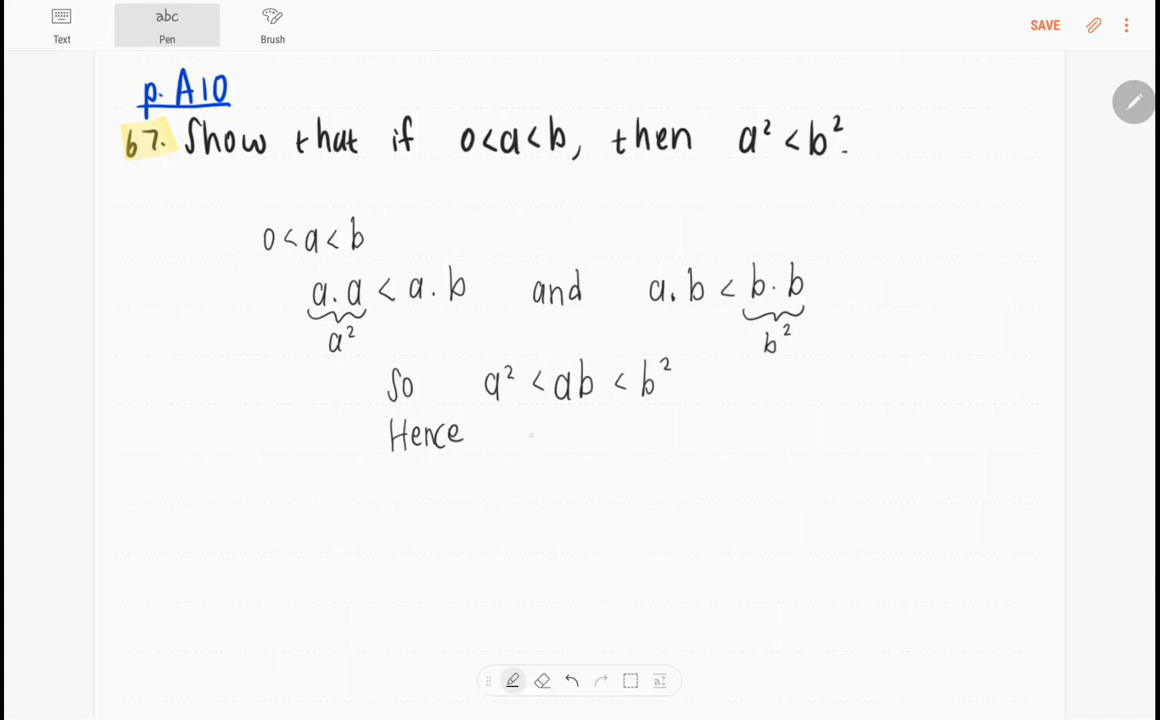 Text
abc
Pen
Brush
SAVE
p. A10
67. Show that if 0<a<b, then a² < b².
0 < a < b
a.a < a.b and a.b < b.b
a² b²
So a² < ab < b²
Hence